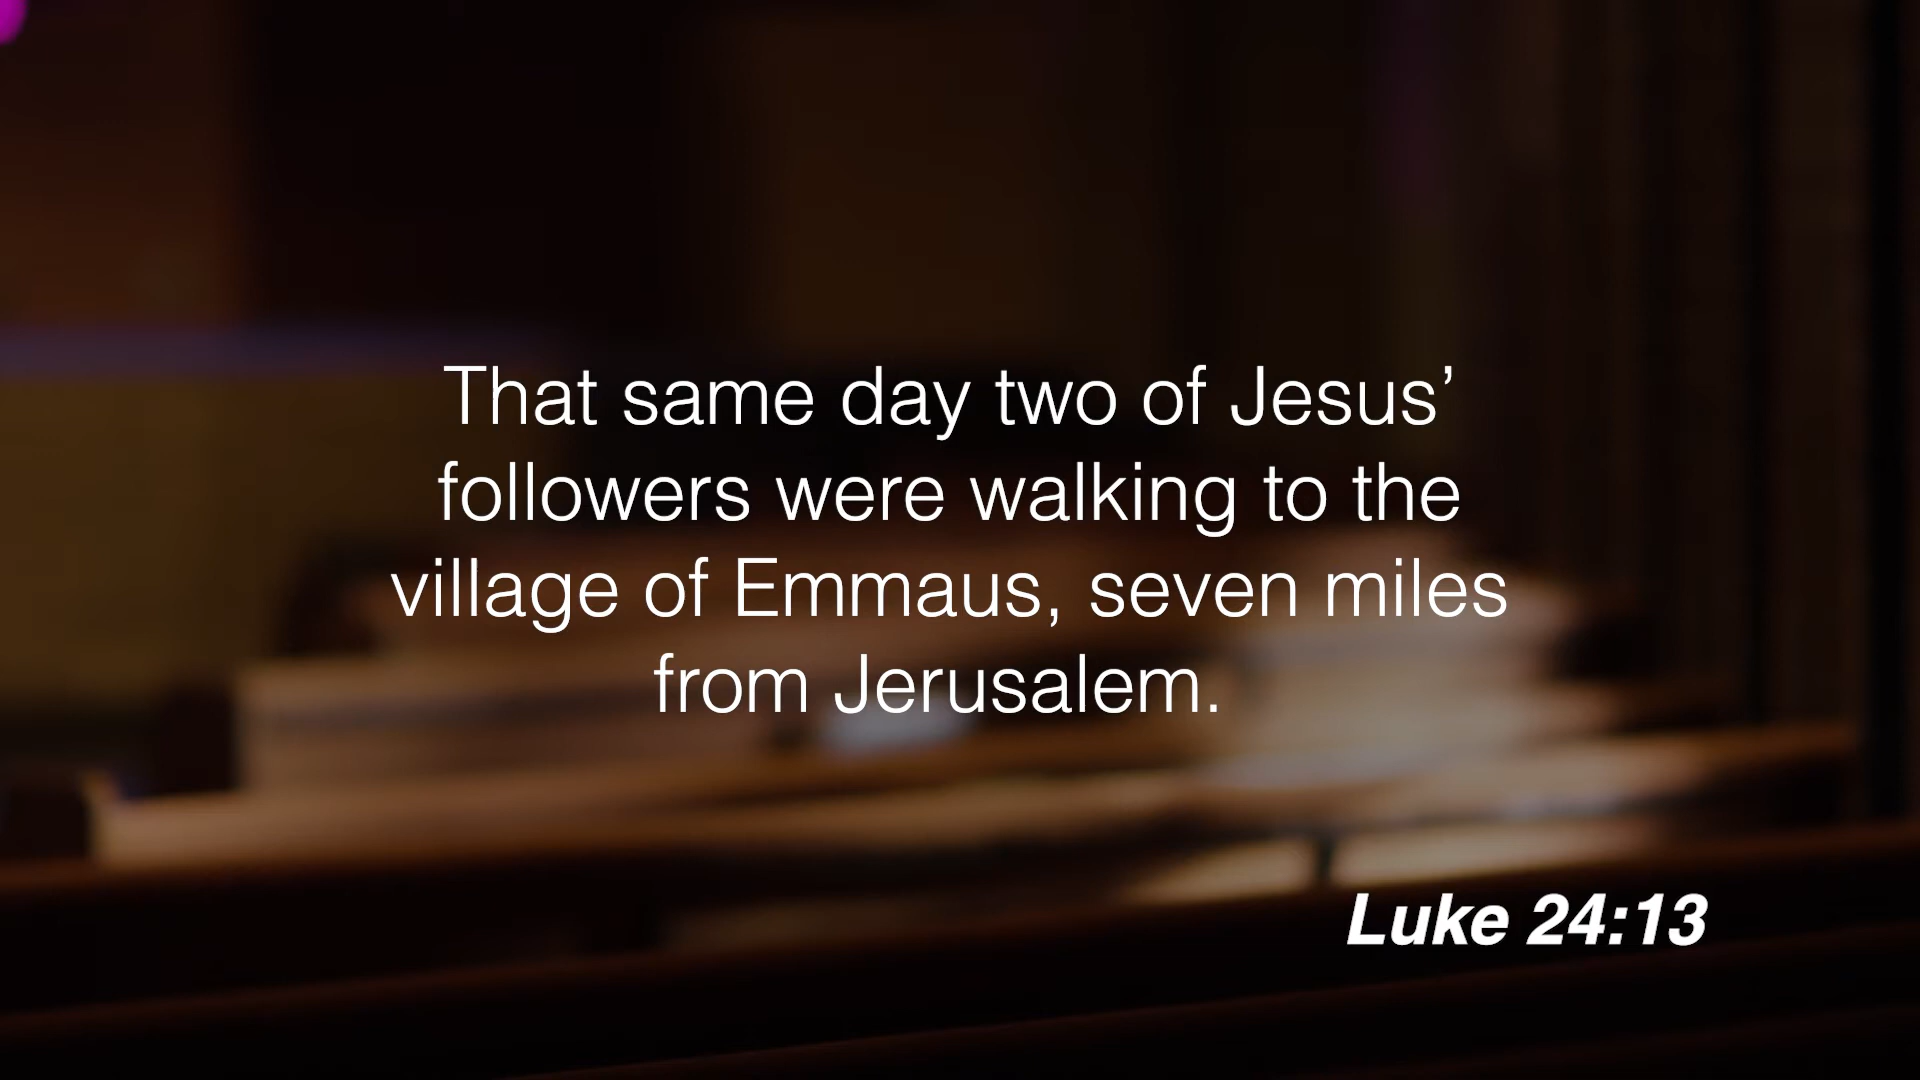 That same day two of Jesus’
followers were walking to the
village of Emmaus, seven miles
from Jerusalem.
Luke 24:13